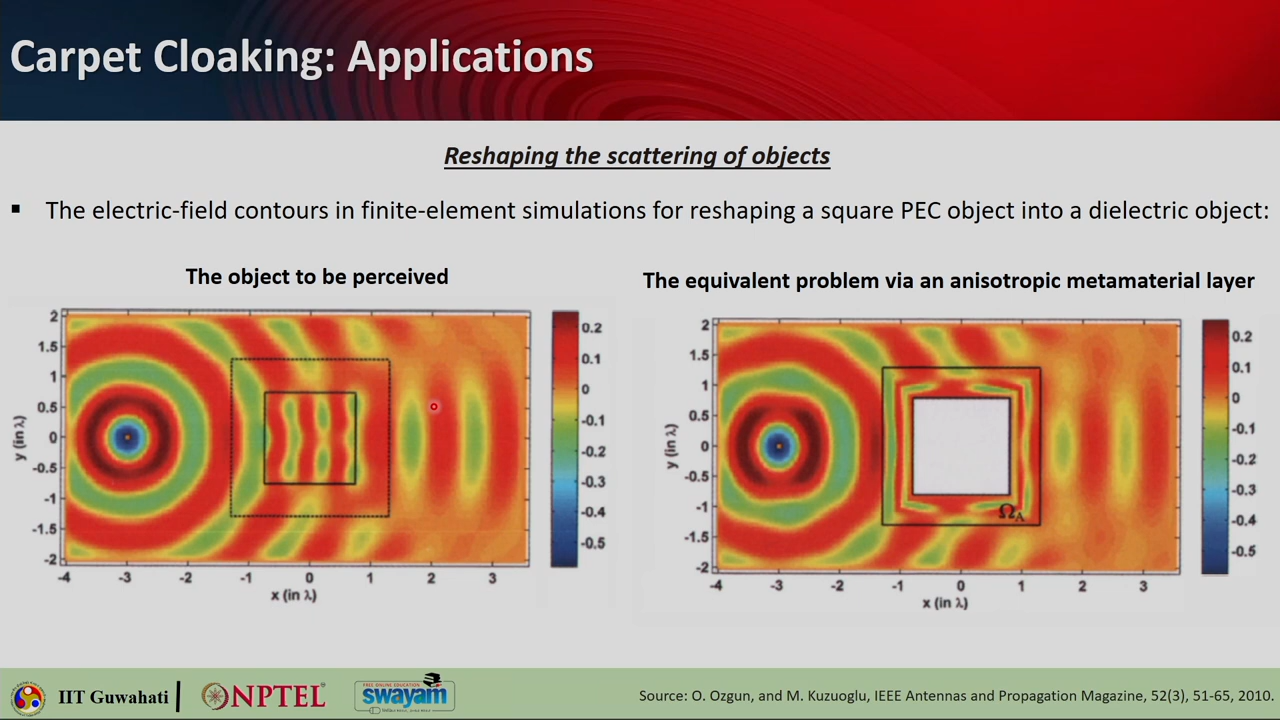 Carpet Cloaking: Applications
Reshaping the scattering of objects
▪ The electric-field contours in finite-element simulations for reshaping a square PEC object into a dielectric object:
The object to be perceived
The equivalent problem via an anisotropic metamaterial layer
2
1.5
1
0.5
0
-0.5
-1
-1.5
-2
y (in λ)
-4 -3 -2 -1 0 1 2 3
x (in λ)
0.2
0.1
0
-0.1
-0.2
-0.3
-0.4
-0.5
2
1.5
1
0.5
0
-0.5
-1
-1.5
-2
y (in λ)
Ω_A
-4 -3 -2 -1 0 1 2 3
x (in λ)
0.2
0.1
0
-0.1
-0.2
-0.3
-0.4
-0.5
IIT Guwahati
NPTEL
FREE ONLINE EDUCATION
swayam
Source: O. Ozgun, and M. Kuzuoglu, IEEE Antennas and Propagation Magazine, 52(3), 51-65, 2010.